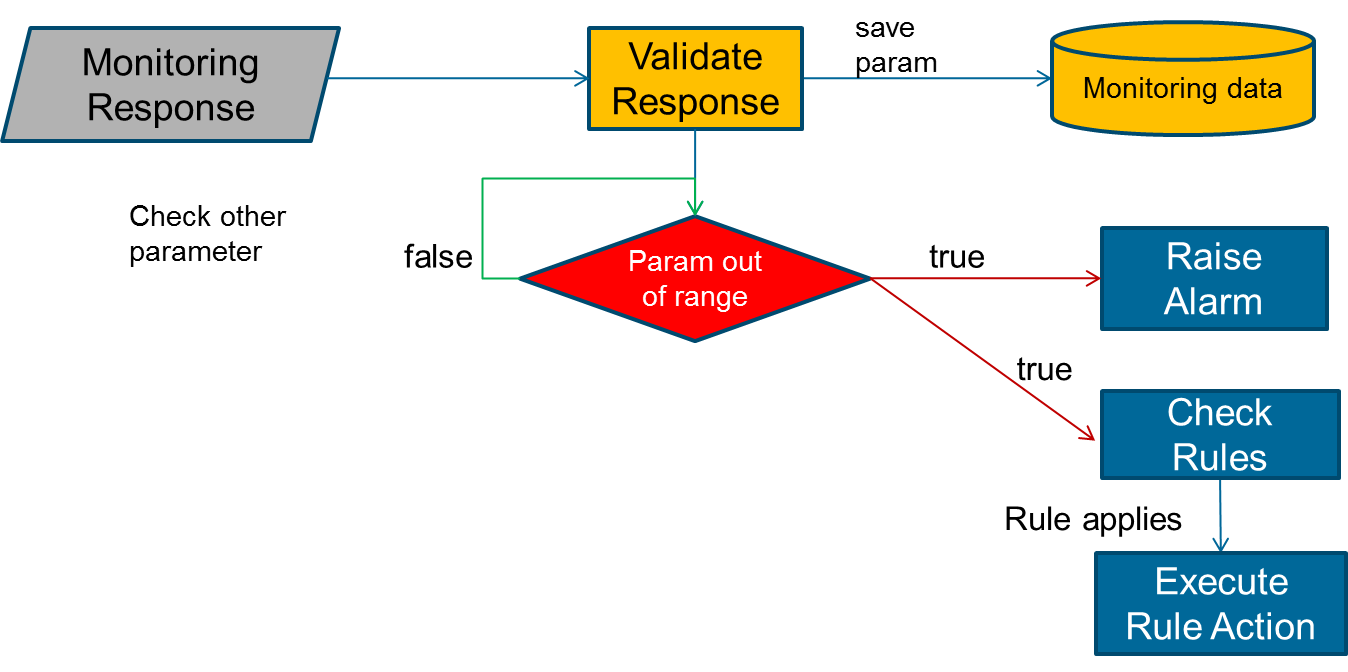 Monitoring
Response
Validate
Response
save
param
Monitoring data
Check other
parameter
false
Param out
of range
true
Raise
Alarm
true
Check
Rules
Rule applies
Execute
Rule Action